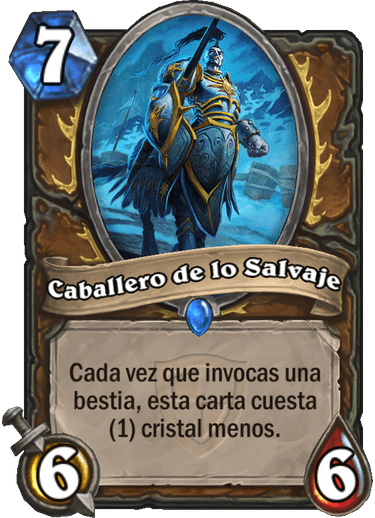 7
Caballero de lo Salvaje
Cada vez que invocas una
bestia, esta carta cuesta
(1) cristal menos.
6
6